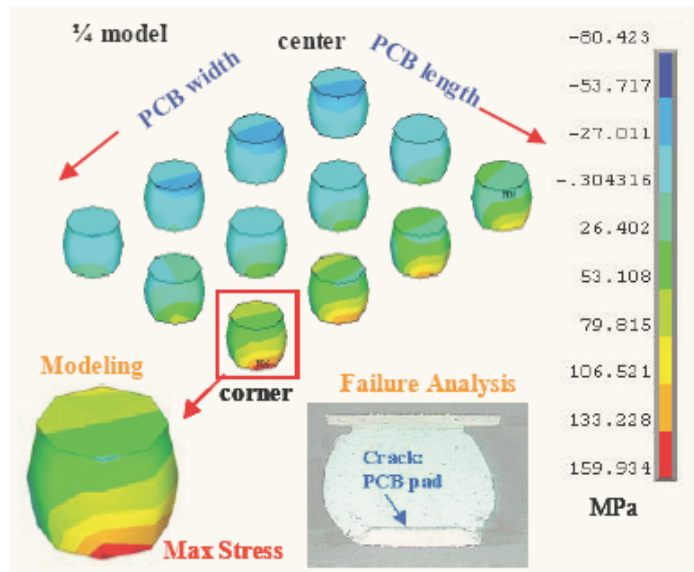 ¼ model
center
PCB width
PCB length
-80.423
-53.717
-27.011
-.304316
26.402
53.108
79.815
106.521
133.228
159.934
MPa
corner
Modeling
Max Stress
Failure Analysis
Crack:
PCB pad